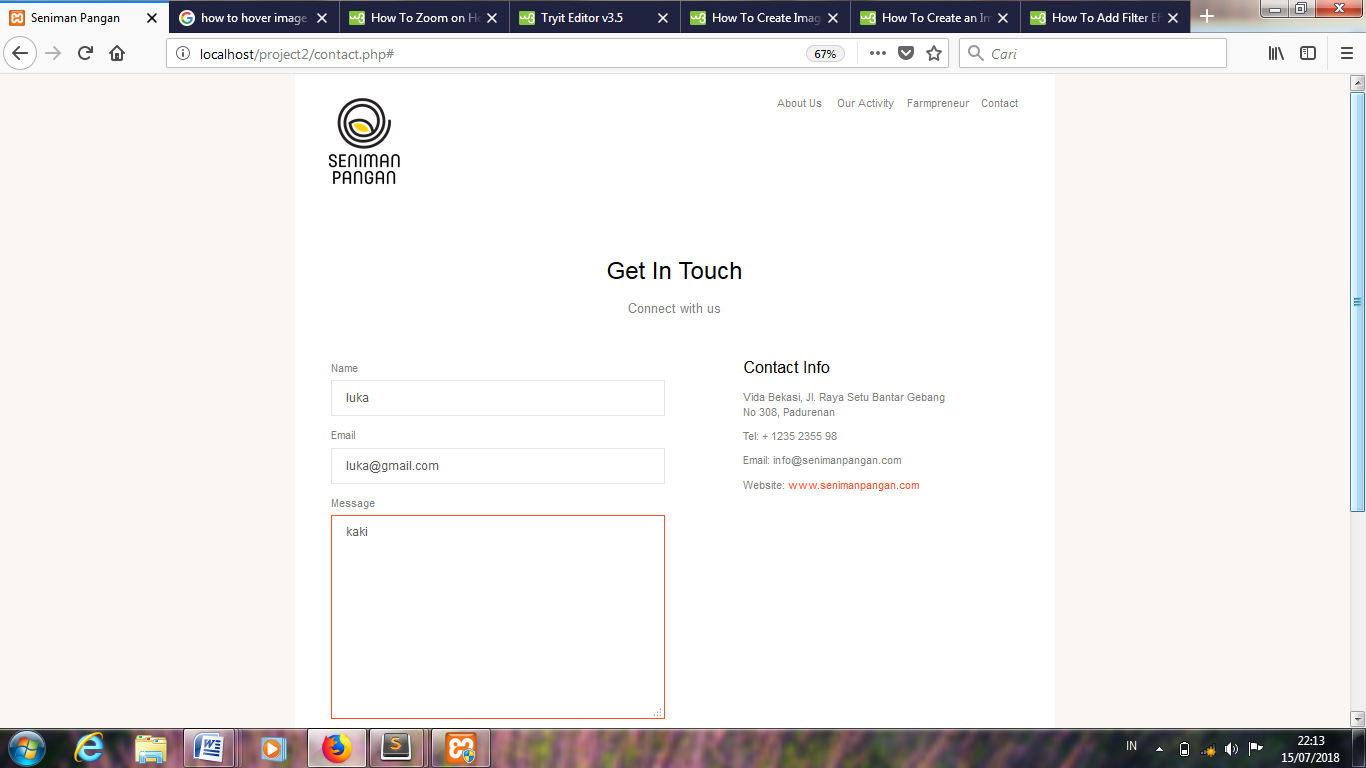 Seniman Pangan
how to hover image
How To Zoom on Ho
Tryit Editor v3.5
How To Create Imag
How To Create an Im
How To Add Filter Ef
localhost/project2/contact.php#
67%
Cari
About Us Our Activity Farmpreneur Contact
SENIMAN
PANGAN
Get In Touch
Connect with us
Name
luka
Email
luka@gmail.com
Message
kaki
Contact Info
Vida Bekasi, Jl. Raya Setu Bantar Gebang
No 308, Padurenan
Tel: + 1235 2355 98
Email: info@senimanpangan.com
Website: www.senimanpangan.com
IN
22:13
15/07/2018